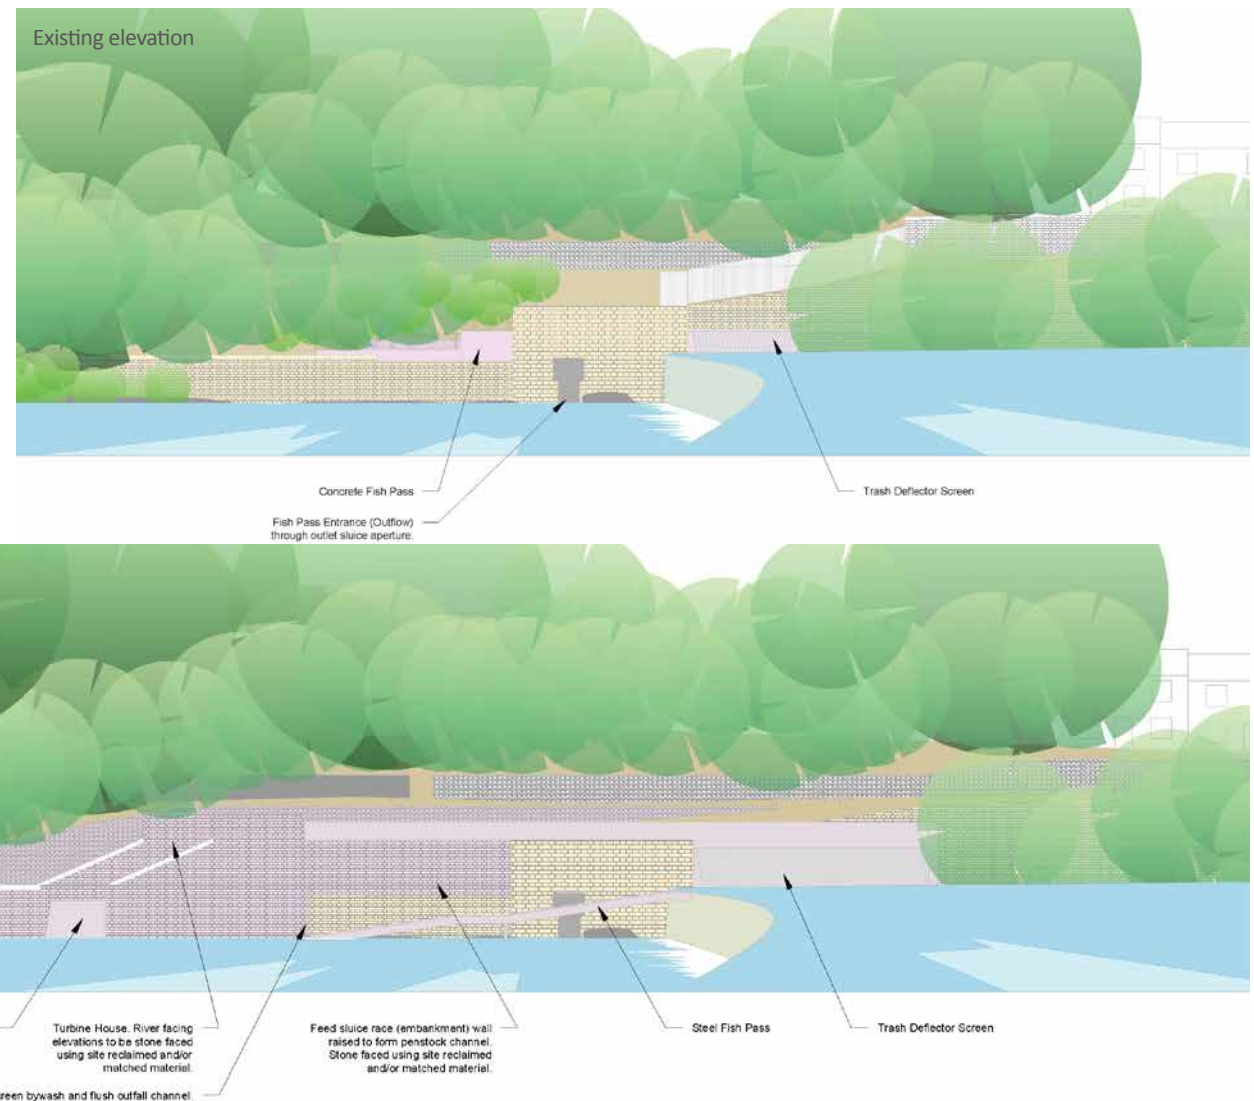 Existing elevation
Concrete Fish Pass
Trash Deflector Screen
Fish Pass Entrance (Outflow)
through outlet sluice aperture.
Turbine House. River facing
elevations to be stone faced
using site reclaimed and/or
matched material.
Feed sluice race (embankment) wall
raised to form penstock channel.
Stone faced using site reclaimed
and/or matched material.
Steel Fish Pass
Trash Deflector Screen
bywash and flush outfall channel.